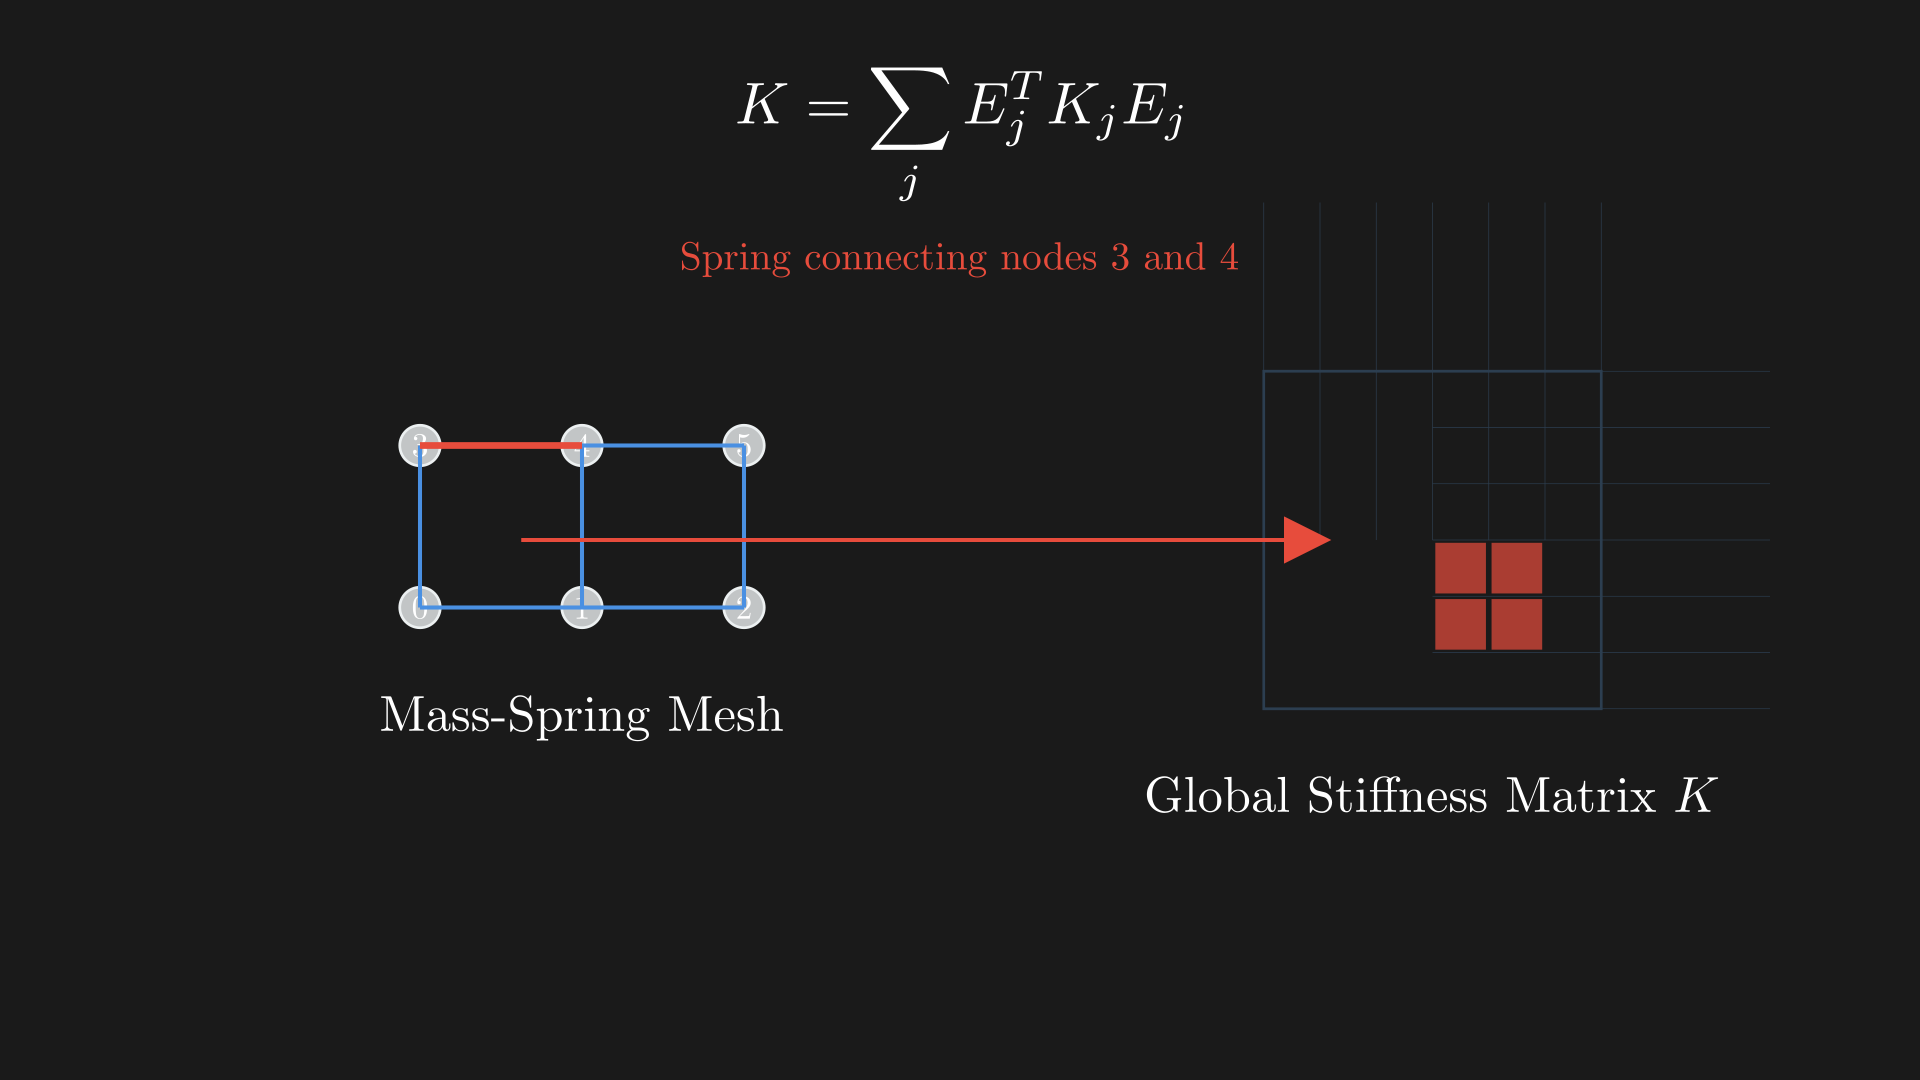 K = \sum_j E_j^T K_j E_j
Spring connecting nodes 3 and 4
3 4 5
0 1 2
Mass-Spring Mesh
Global Stiffness Matrix K